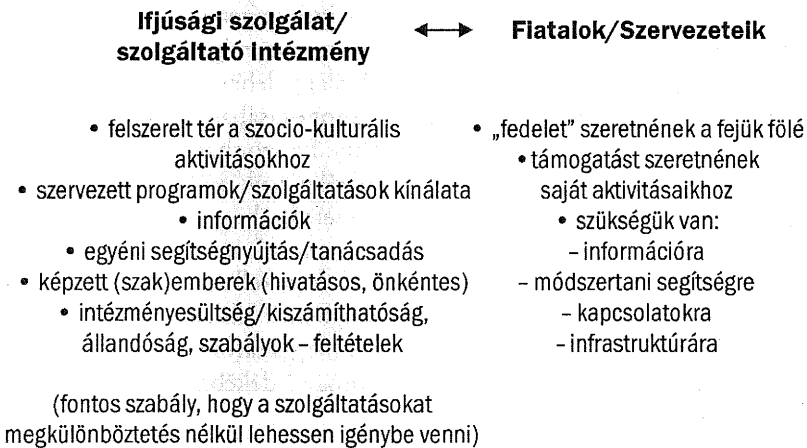 Ifjúsági szolgálat/
szolgáltató intézmény
↔
Fiatalok/Szervezeteik
• felszerelt tér a szocio-kulturális
aktivitásokhoz
• szervezett programok/szolgáltatások kínálata
• információk
• egyéni segítségnyújtás/tanácsadás
• képzett (szak)emberek (hivatásos, önkéntes)
• intézményesültség/kiszámíthatóság,
állandóság, szabályok – feltételek
(fontos szabály, hogy a szolgáltatásokat
megkülönböztetés nélkül lehessen igénybe venni)
• „fedelet” szeretnének a fejük fölé
• támogatást szeretnének
saját aktivitásaikhoz
• szükségük van:
– információra
– módszertani segítségre
– kapcsolatokra
– infrastruktúrára